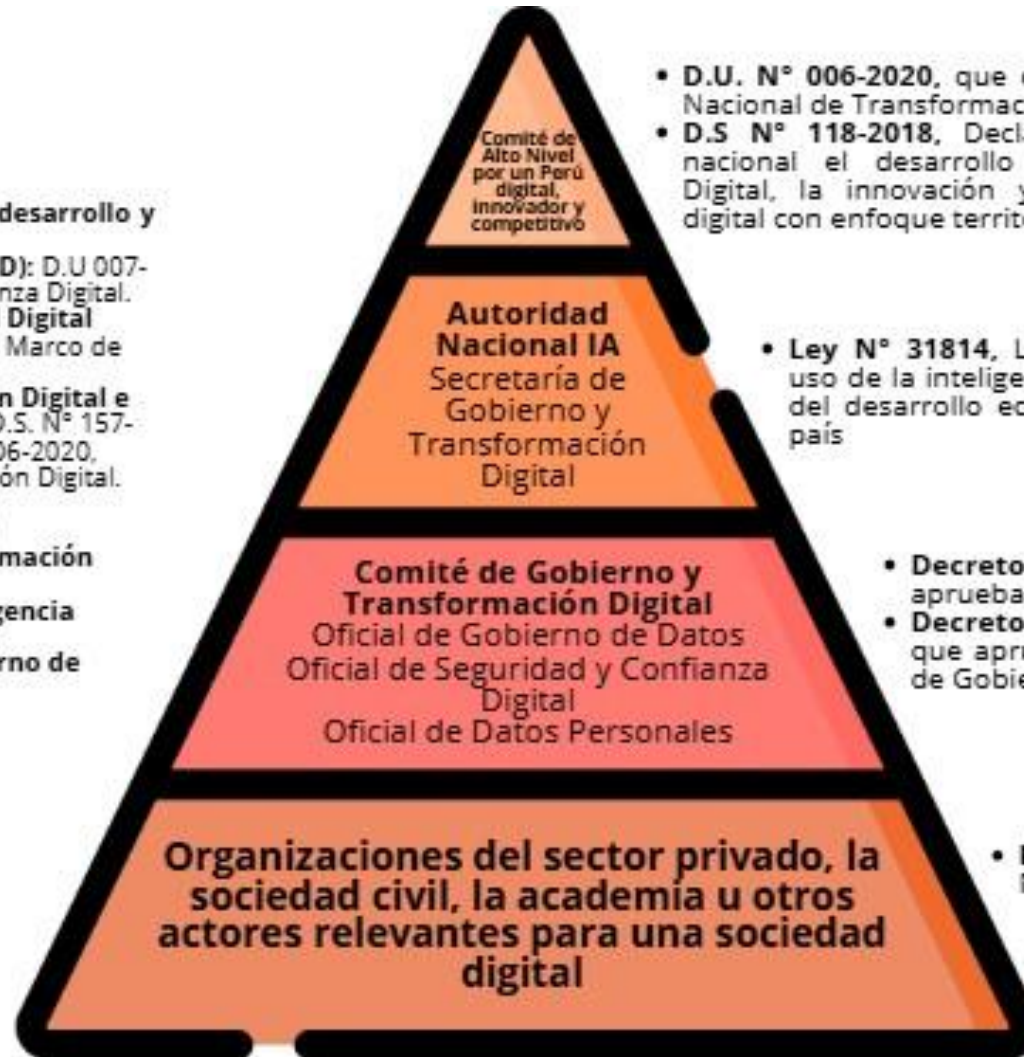 desarrollo y
D): D.U 007-
nza Digital.
Digital
Marco de
n Digital e
D.S. N° 157-
06-2020,
ón Digital.
mación
gencia
rno de
Comité de
Alto Nivel
por un Perú
digital,
innovador y
competitivo
Autoridad
Nacional IA
Secretaría de
Gobierno y
Transformación
Digital
Comité de Gobierno y
Transformación Digital
Oficial de Gobierno de Datos
Oficial de Seguridad y Confianza
Digital
Oficial de Datos Personales
Organizaciones del sector privado, la
sociedad civil, la academia u otros
actores relevantes para una sociedad
digital
• D.U. N° 006-2020, que
Nacional de Transformac
• D.S N° 118-2018, Decl
nacional el desarrollo
Digital, la innovación y
digital con enfoque territ
• Ley N° 31814, L
uso de la intelige
del desarrollo ec
país
• Decreto
aprueba
• Decreto
que apru
de Gobie